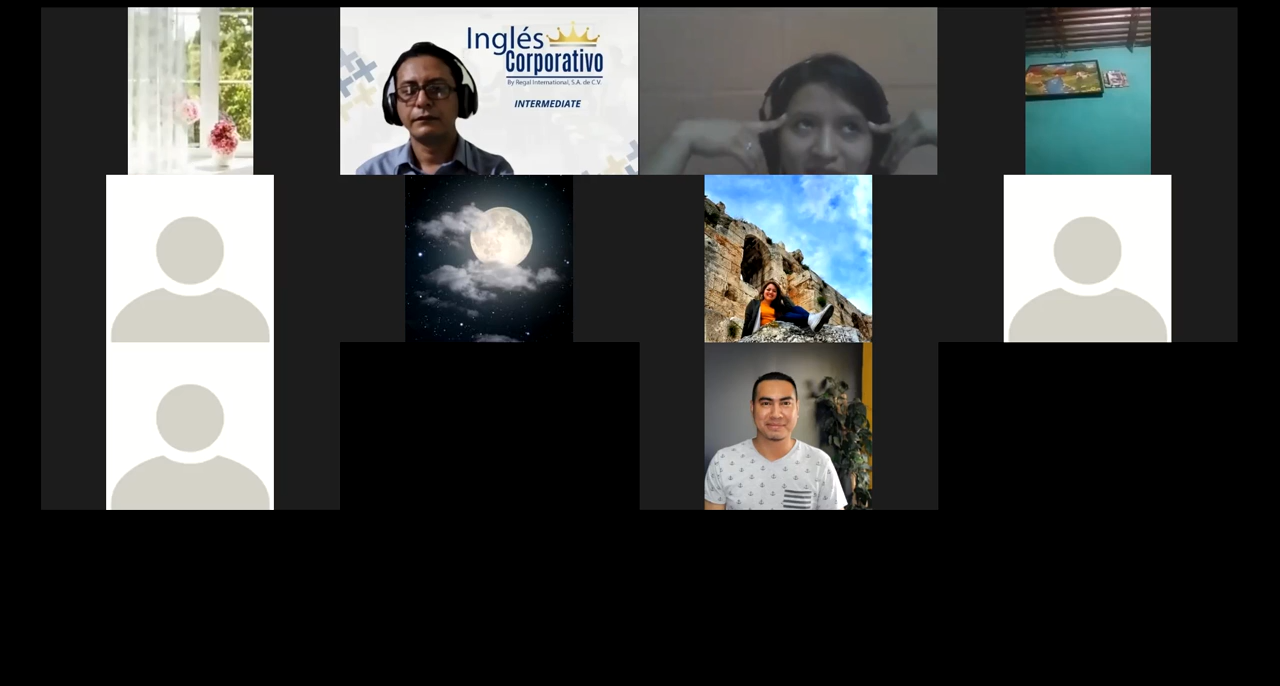 Inglés
Corporativo
By Regal International, S.A. de C.V.
INTERMEDIATE